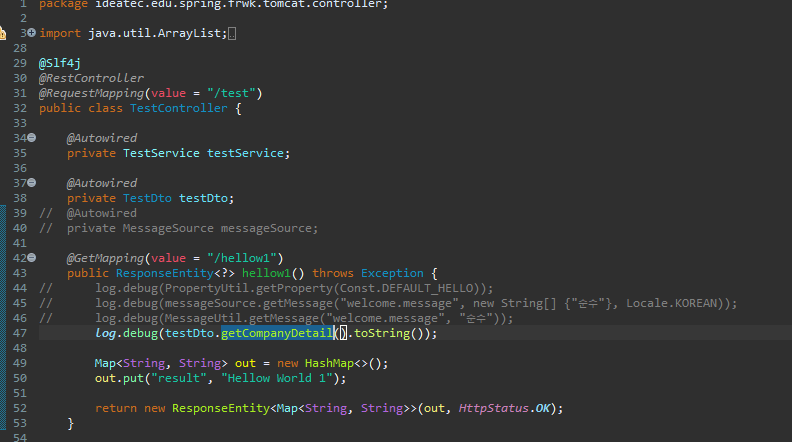 1 package ideatec.edu.spring.frwk.tomcat.controller;
2
3 import java.util.ArrayList;
28
29 @Slf4j
30 @RestController
31 @RequestMapping(value = "/test")
32 public class TestController {
33
34 @Autowired
35 private TestService testService;
36
37 @Autowired
38 private TestDto testDto;
39 // @Autowired
40 // private MessageSource messageSource;
41
42 @GetMapping(value = "/hellow1")
43 public ResponseEntity<?> hellow1() throws Exception {
44 // log.debug(PropertyUtil.getProperty(Const.DEFAULT_HELLO));
45 // log.debug(messageSource.getMessage("welcome.message", new String[] {"순수"}, Locale.KOREAN));
46 // log.debug(MessageUtil.getMessage("welcome.message", "순수"));
47 log.debug(testDto.getCompanyDetail().toString());
48
49 Map<String, String> out = new HashMap<>();
50 out.put("result", "Hellow World 1");
51
52 return new ResponseEntity<Map<String, String>>(out, HttpStatus.OK);
53 }
54